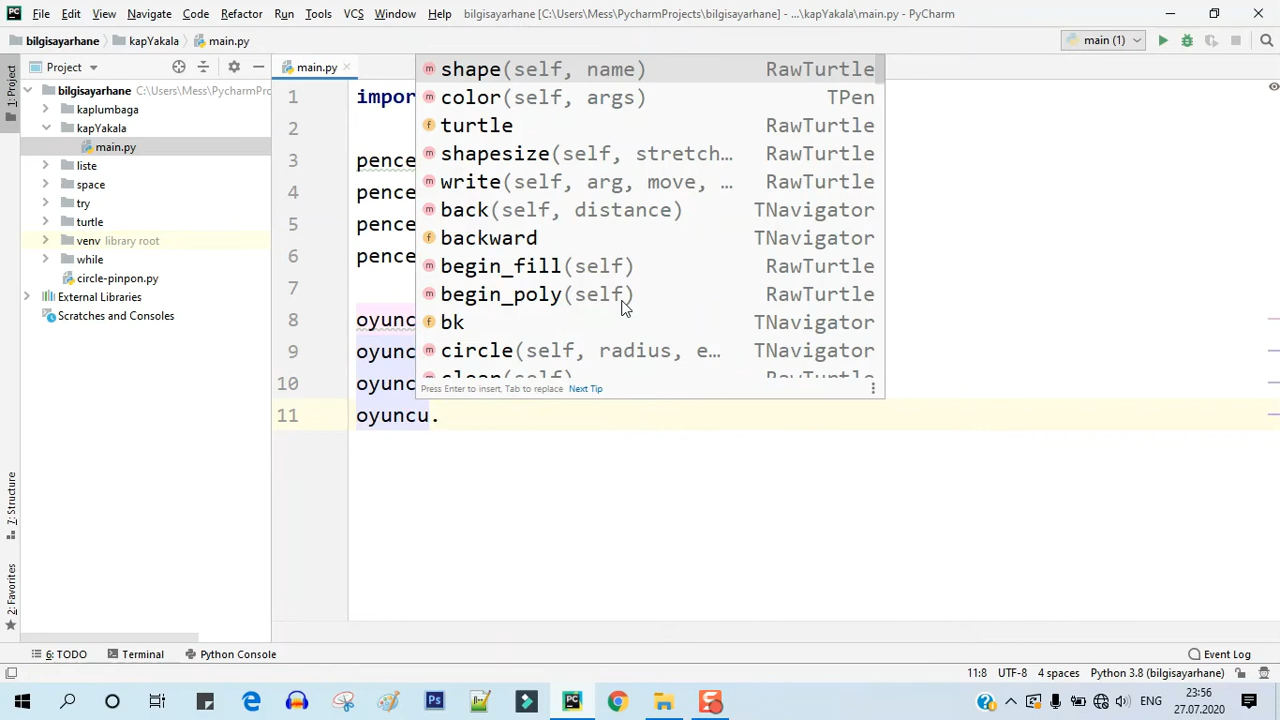 File Edit View Navigate Code Refactor Run Tools VCS Window Help bilgisayarhane [C:\Users\Mess\PycharmProjects\bilgisayarhane] - ...\kapYakala\main.py - PyCharm
bilgisayarhane kapYakala main.py main (1)
1: Project
Project
main.py
bilgisayarhane C:\Users\Mess\PycharmPro
kaplumbaga
kapYakala
main.py
liste
space
try
turtle
venv library root
while
circle-pinpon.py
External Libraries
Scratches and Consoles
7: Structure
2: Favorites
1 impor
2
3 pence
4 pence
5 pence
6 pence
7
8 oyunc
9 oyunc
10 oyunc
11 oyuncu.
shape(self, name) RawTurtle
color(self, args) TPen
turtle RawTurtle
shapesize(self, stretch… RawTurtle
write(self, arg, move, … RawTurtle
back(self, distance) TNavigator
backward TNavigator
begin_fill(self) RawTurtle
begin_poly(self) RawTurtle
bk TNavigator
circle(self, radius, e… TNavigator
clear(self) RawTurtle
Press Enter to insert, Tab to replace Next Tip
6: TODO Terminal Python Console Event Log
11:8 UTF-8 4 spaces Python 3.8 (bilgisayarhane)
ENG 23:56
27.07.2020